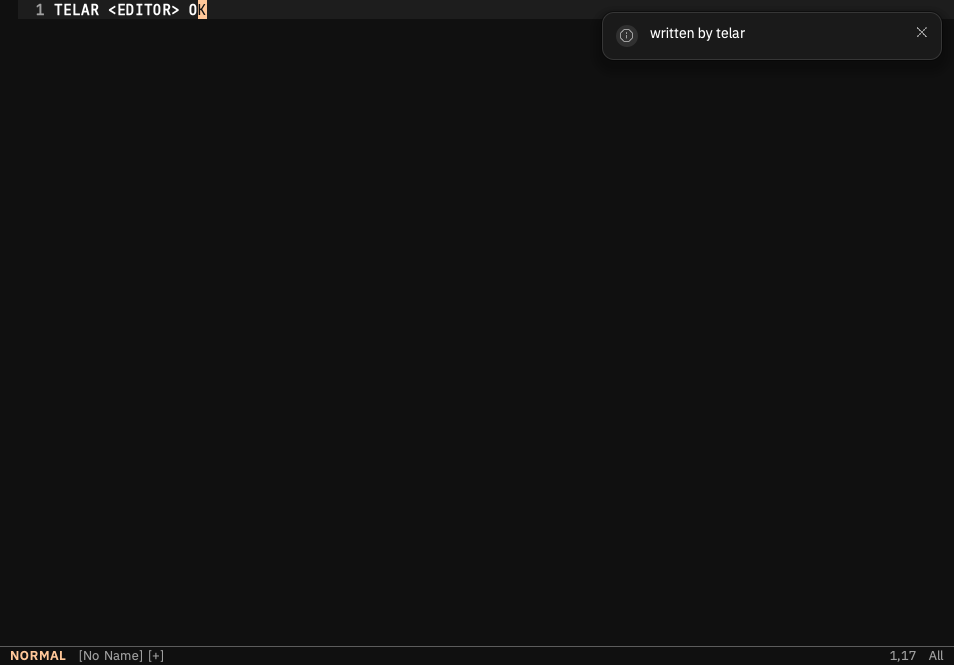 1 TELAR <EDITOR> OK
written by telar
NORMAL [No Name] [+] 1,17 All